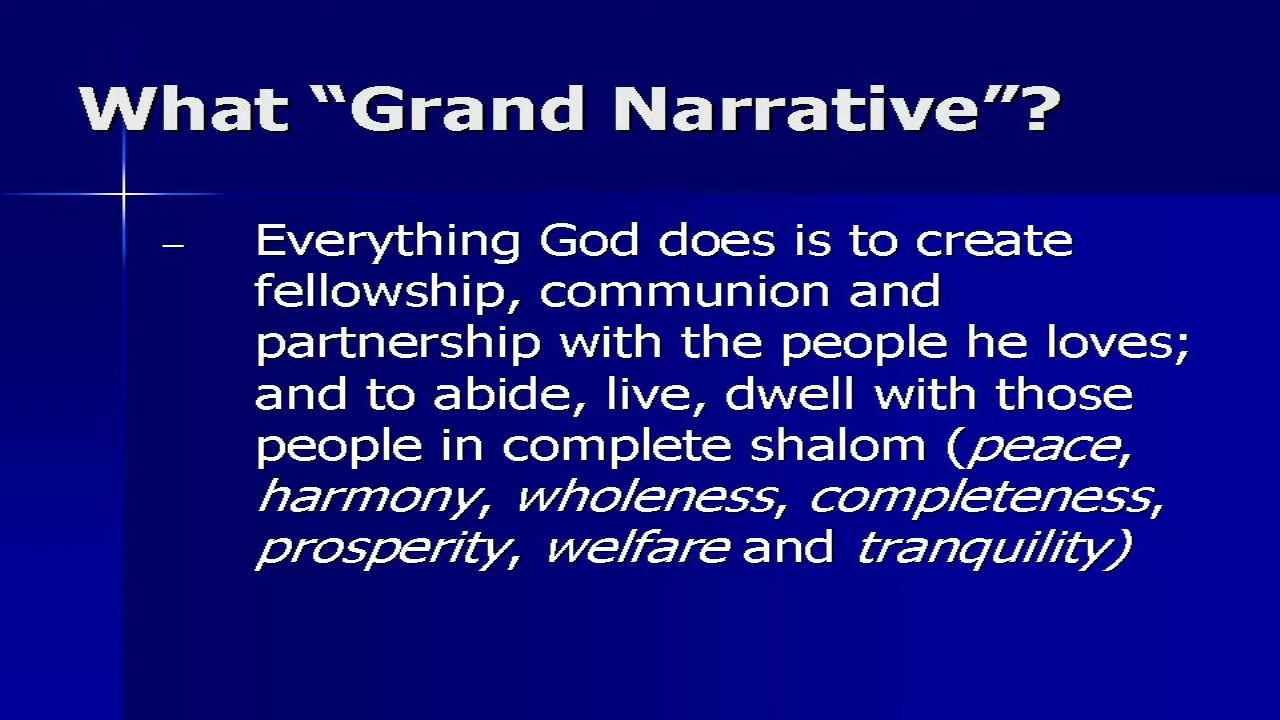 What “Grand Narrative”?
– Everything God does is to create
fellowship, communion and
partnership with the people he loves;
and to abide, live, dwell with those
people in complete shalom (peace,
harmony, wholeness, completeness,
prosperity, welfare and tranquility)